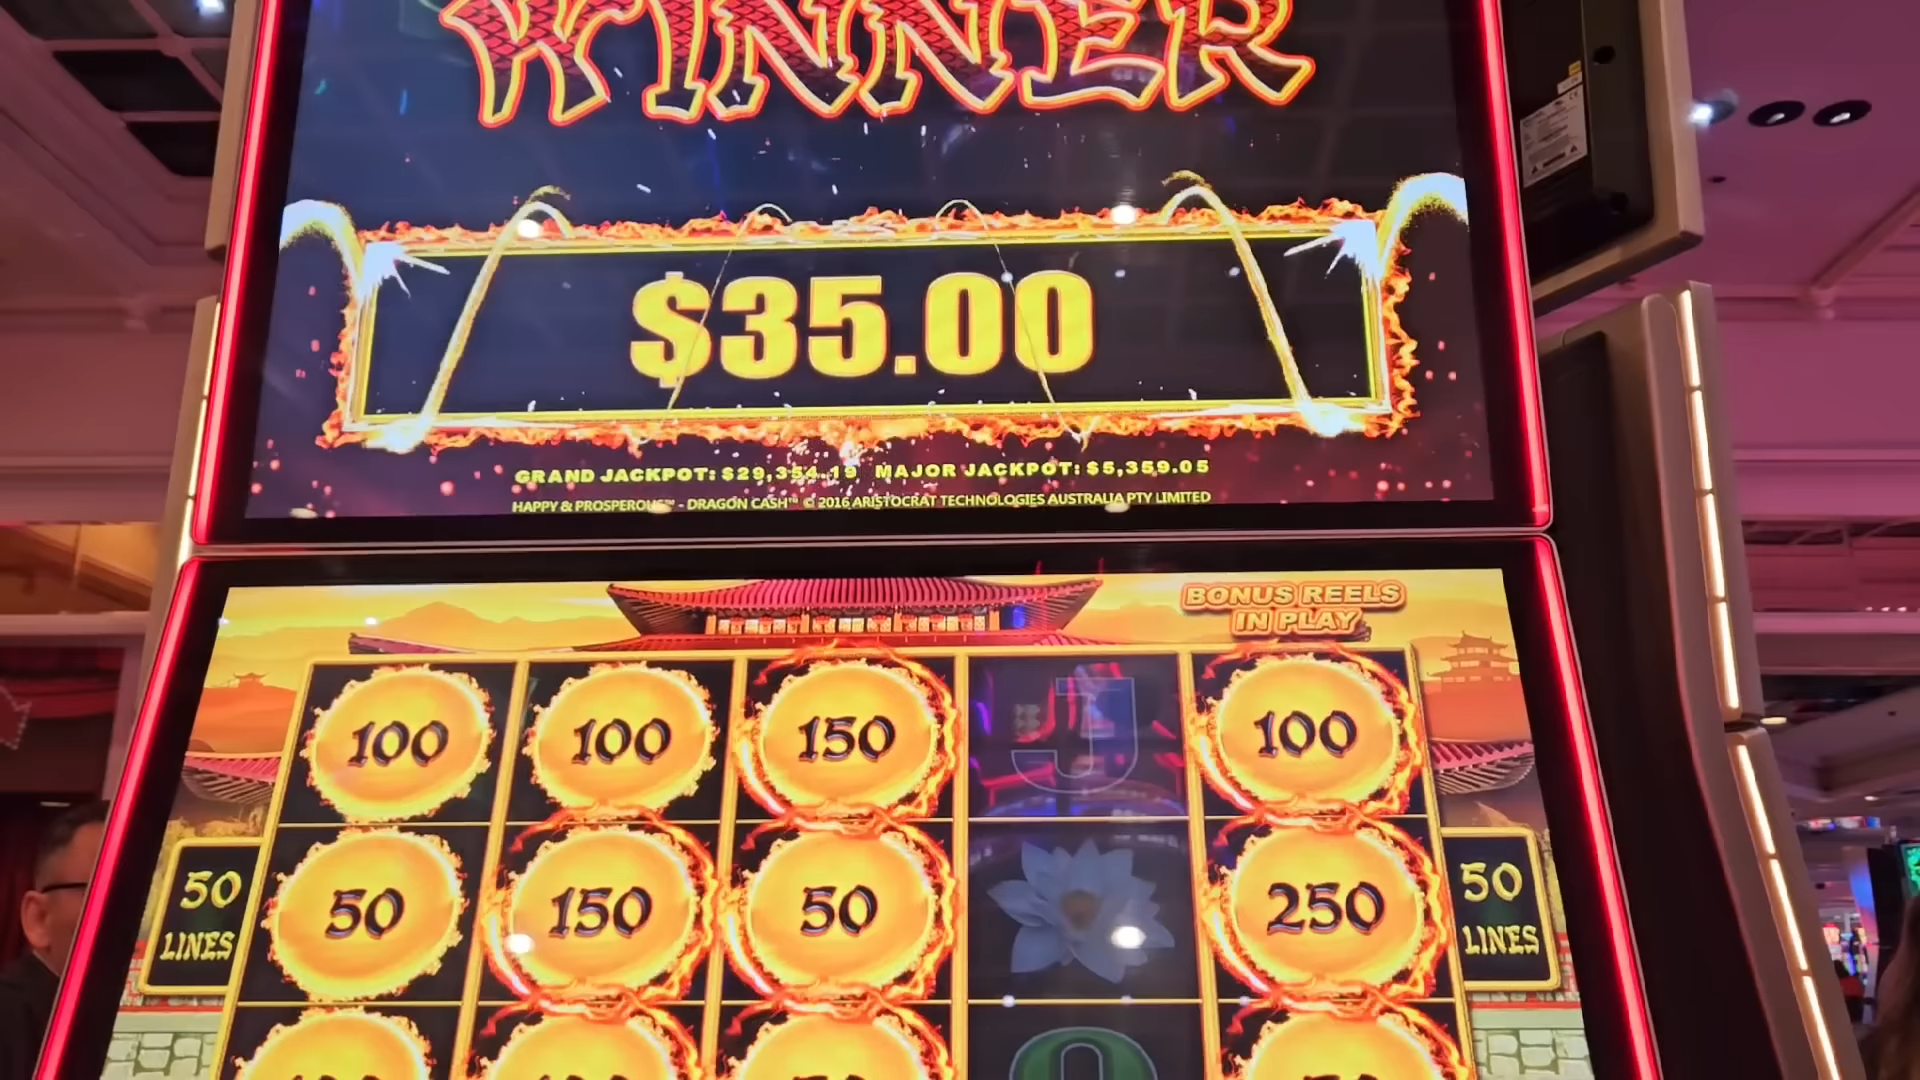 WINNER
$35.00
GRAND JACKPOT: $29,354.19 MAJOR JACKPOT: $5,359.05
HAPPY & PROSPEROUS™ - DRAGON CASH™ © 2016 ARISTOCRAT TECHNOLOGIES AUSTRALIA PTY LIMITED
BONUS REELS
IN PLAY
100 100 150 J 100
50 LINES
50 150 50 250
50 LINES